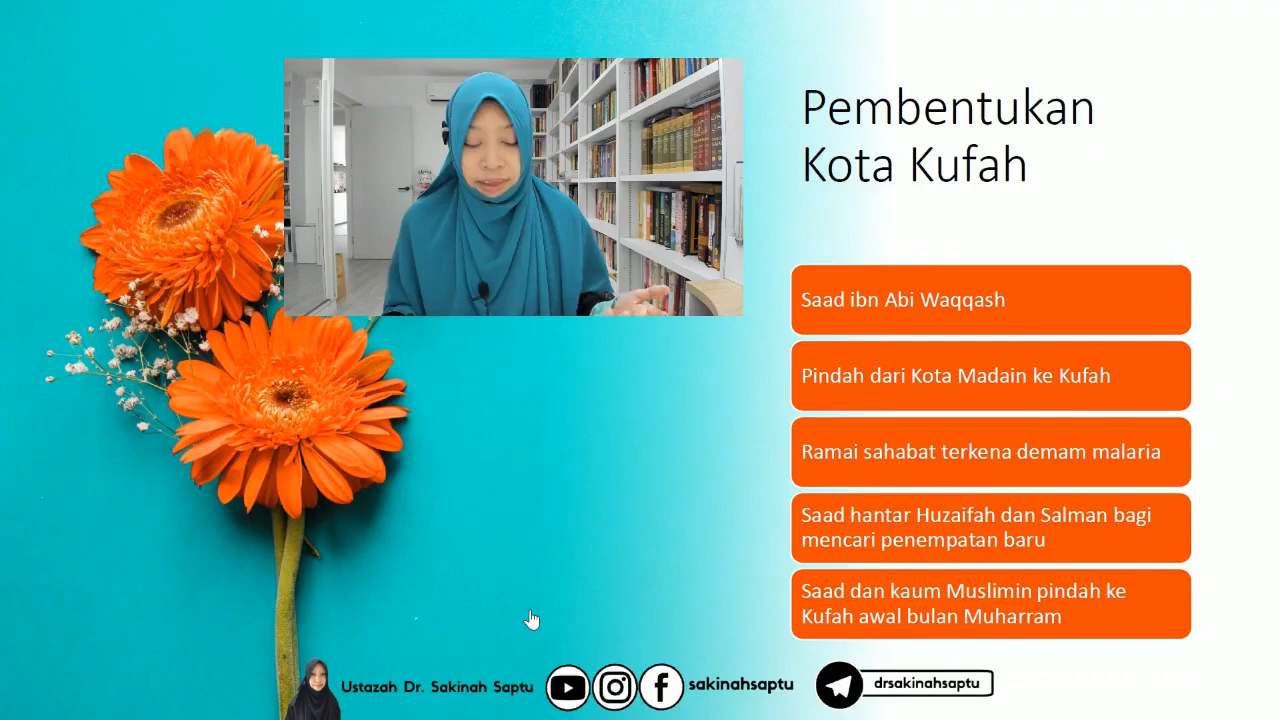 Pembentukan
Kota Kufah
Saad ibn Abi Waqqash
Pindah dari Kota Madain ke Kufah
Ramai sahabat terkena demam malaria
Saad hantar Huzaifah dan Salman bagi
mencari penempatan baru
Saad dan kaum Muslimin pindah ke
Kufah awal bulan Muharram
Ustazah Dr. Sakinah Saptu
sakinahsaptu
drsakinahsaptu